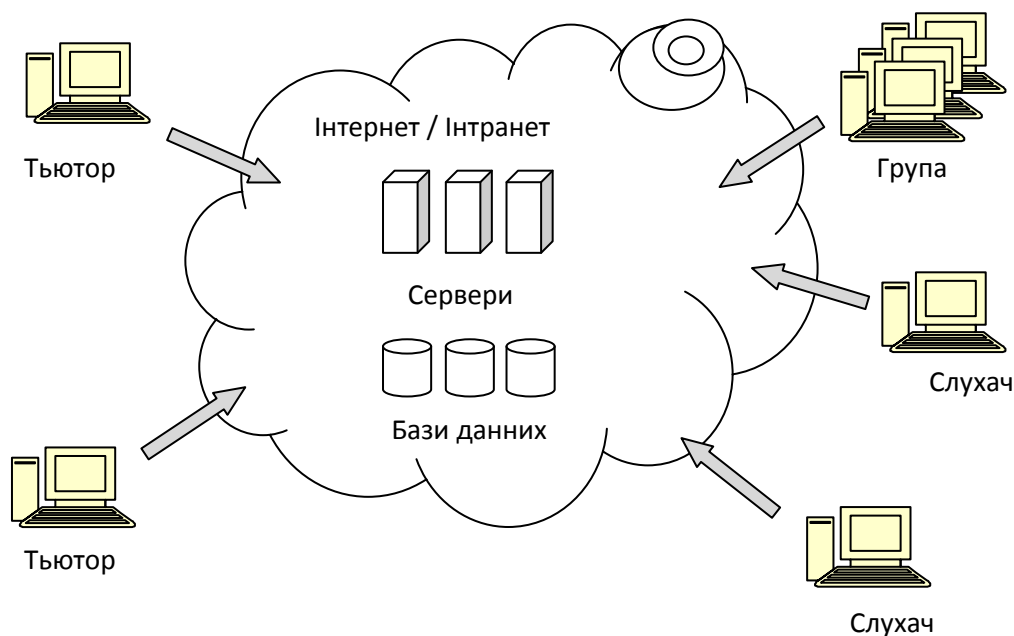 Інтернет / Інтранет
Тьютор
Група
Сервери
Слухач
Бази данних
Тьютор
Слухач